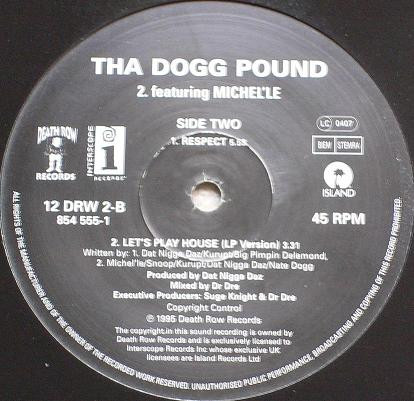 THA DOGG POUND
2. featuring MICHEL'LE
SIDE TWO
1. RESPECT 5.53
DEATH ROW
RECORDS
INTERSCOPE
i
RECORDS
LC 0407
BIEM STEMRA
ISLAND
12 DRW 2-B
854 555-1
45 RPM
2. LET'S PLAY HOUSE (LP Version) 3.31
Written by: 1. Dat Nigga Daz/Kurupt/Big Pimpin Delamond,
2. Michel'le/Snoop/Kurupt/Dat Nigga Daz/Nate Dogg
Produced by Dat Nigga Daz
Mixed by Dr Dre
Executive Producers: Suge Knight & Dr Dre
Copyright Control
℗ © 1995 Death Row Records
The copyright in this sound recording is owned by
Death Row Records and is exclusively licensed to
Interscope Records Inc whose exclusive UK
licensees are Island Records Ltd
ALL RIGHTS OF THE MANUFACTURER AND OF THE OWNER OF THE RECORDED WORK RESERVED. UNAUTHORISED PUBLIC PERFORMANCE, BROADCASTING AND COPYING OF THIS RECORD PROHIBITED.